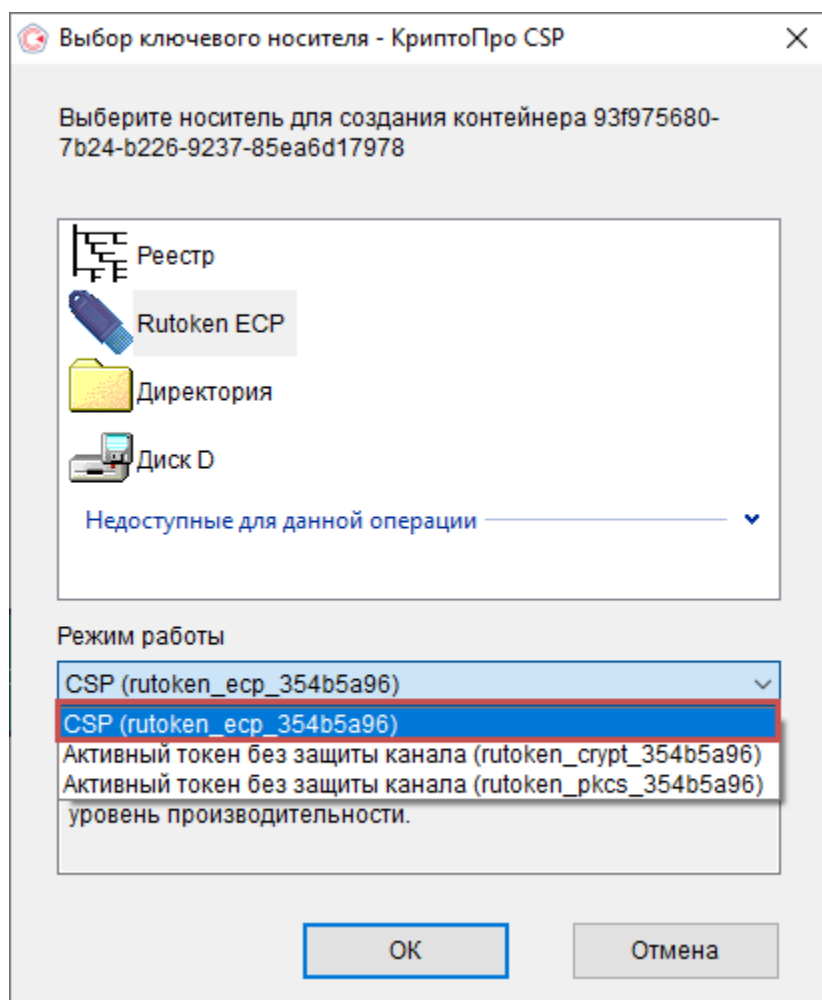 Выбор ключевого носителя - КриптоПро CSP
Выберите носитель для создания контейнера 93f975680-
7b24-b226-9237-85ea6d17978
Реестр
Rutoken ECP
Директория
Диск D
Недоступные для данной операции
Режим работы
CSP (rutoken_ecp_354b5a96)
CSP (rutoken_ecp_354b5a96)
Активный токен без защиты канала (rutoken_crypt_354b5a96)
Активный токен без защиты канала (rutoken_pkcs_354b5a96)
уровень производительности.
ОК
Отмена